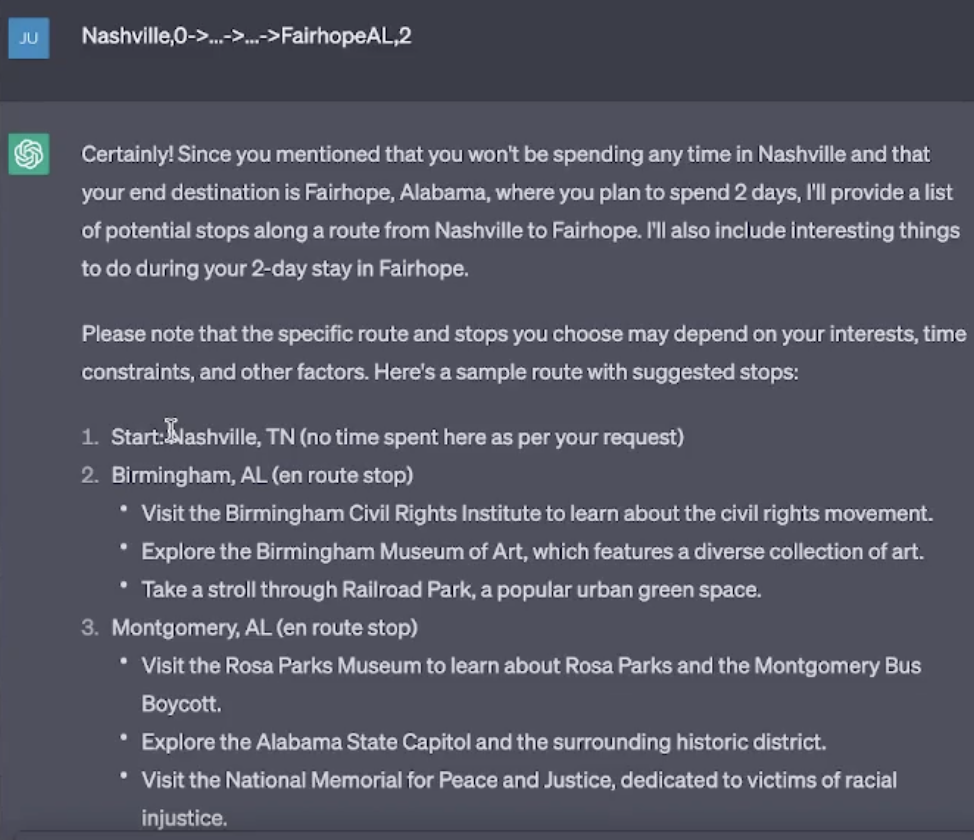 JU
Nashville,0->...->...->FairhopeAL,2
Certainly! Since you mentioned that you won't be spending any time in Nashville and that
your end destination is Fairhope, Alabama, where you plan to spend 2 days, I'll provide a list
of potential stops along a route from Nashville to Fairhope. I'll also include interesting things
to do during your 2-day stay in Fairhope.
Please note that the specific route and stops you choose may depend on your interests, time
constraints, and other factors. Here's a sample route with suggested stops:
1. Start: Nashville, TN (no time spent here as per your request)
2. Birmingham, AL (en route stop)
• Visit the Birmingham Civil Rights Institute to learn about the civil rights movement.
• Explore the Birmingham Museum of Art, which features a diverse collection of art.
• Take a stroll through Railroad Park, a popular urban green space.
3. Montgomery, AL (en route stop)
• Visit the Rosa Parks Museum to learn about Rosa Parks and the Montgomery Bus
Boycott.
• Explore the Alabama State Capitol and the surrounding historic district.
• Visit the National Memorial for Peace and Justice, dedicated to victims of racial
injustice.